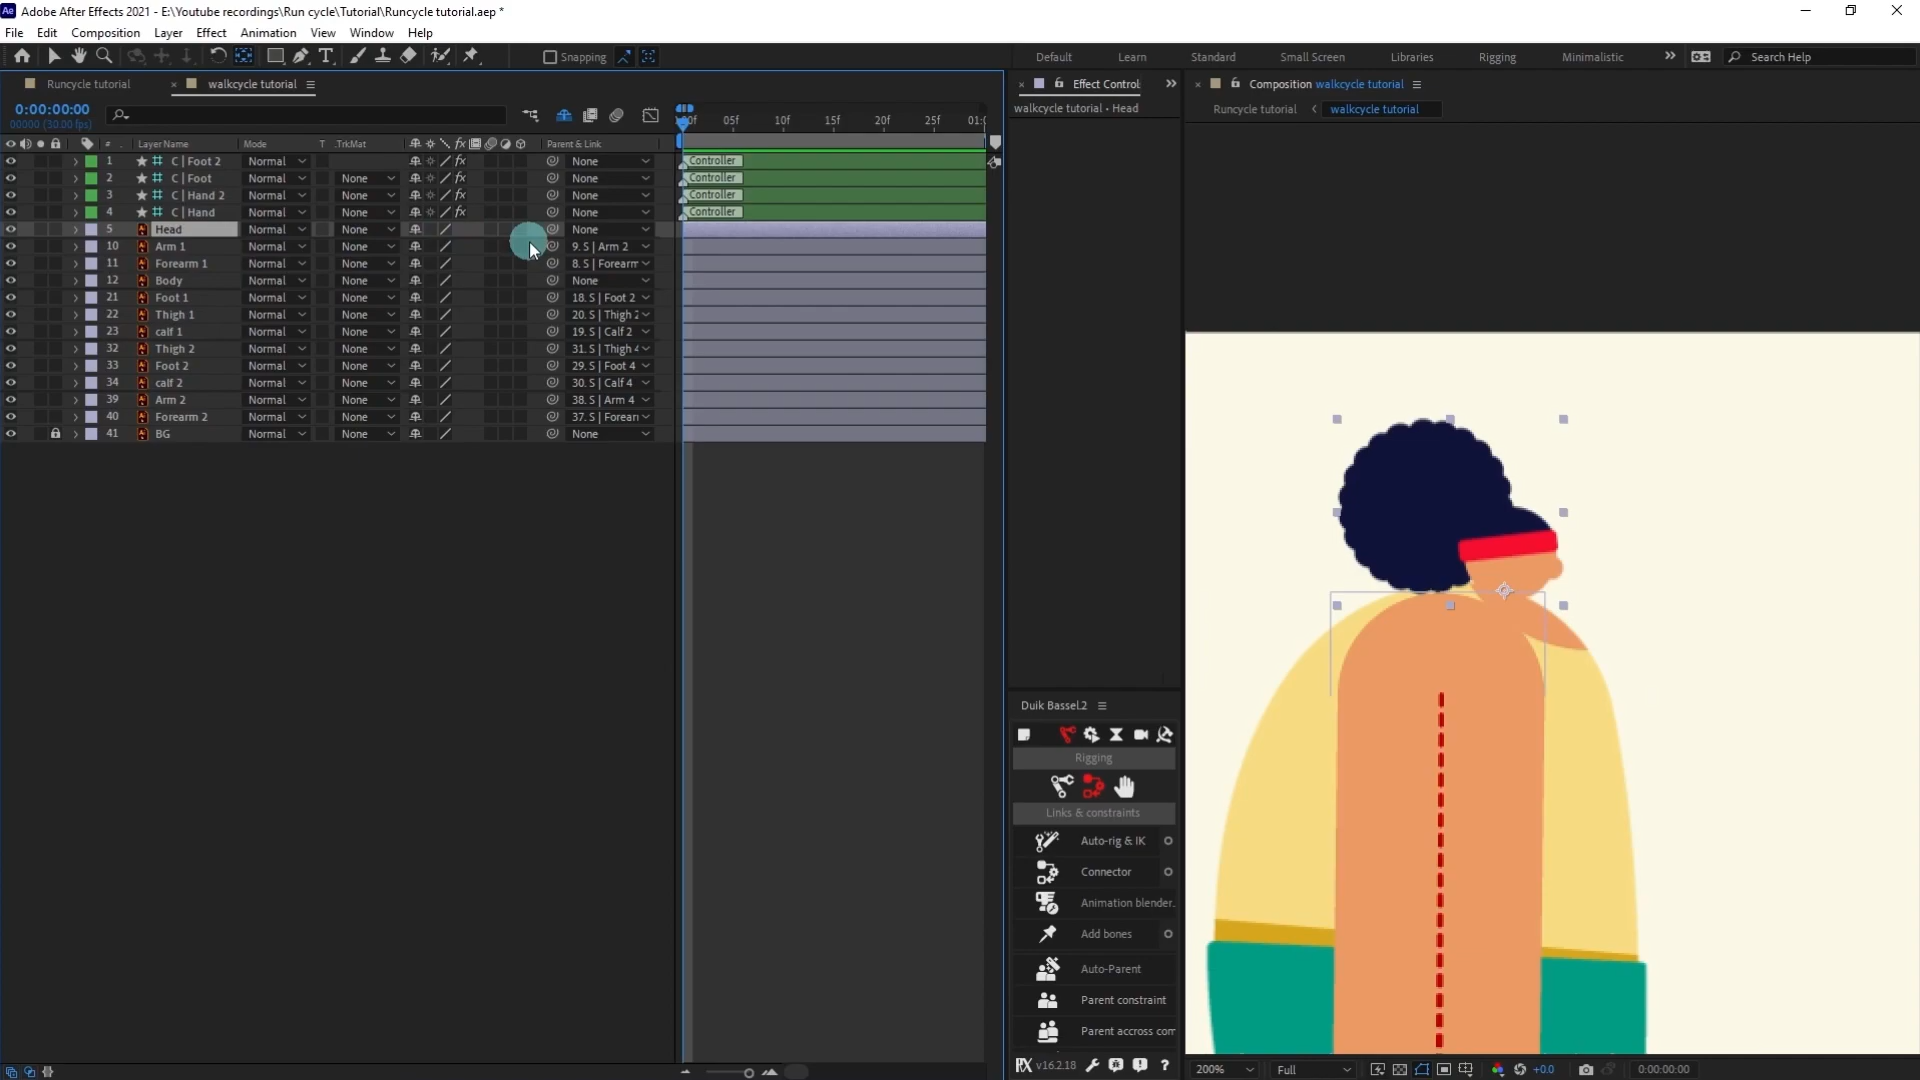 Ae Adobe After Effects 2021 - E:\Youtube recordings\Run cycle\Tutorial\Runcycle tutorial.aep *
File Edit Composition Layer Effect Animation View Window Help
Snapping Default Learn Standard Small Screen Libraries Rigging Minimalistic Search Help
Runcycle tutorial walkcycle tutorial
Effect Control
Composition walkcycle tutorial
0:00:00:00
00000 (30.00 fps)
walkcycle tutorial • Head
Runcycle tutorial walkcycle tutorial
05f 10f 15f 20f 25f
# Layer Name Mode T .TrkMat Parent & Link
1 C | Foot 2 Normal None Controller
2 C | Foot Normal None None Controller
3 C | Hand 2 Normal None None Controller
4 C | Hand Normal None None Controller
5 Head Normal None None
10 Arm 1 Normal None 9. S | Arm 2
11 Forearm 1 Normal None 8. S | Forearm
12 Body Normal None None
21 Foot 1 Normal None 18. S | Foot 2
22 Thigh 1 Normal None 20. S | Thigh 2
23 calf 1 Normal None 19. S | Calf 2
32 Thigh 2 Normal None 31. S | Thigh 4
33 Foot 2 Normal None 29. S | Foot 4
34 calf 2 Normal None 30. S | Calf 4
39 Arm 2 Normal None 38. S | Arm 4
40 Forearm 2 Normal None 37. S | Forear
41 BG Normal None None
Duik Bassel.2
Rigging
Links & constraints
Auto-rig & IK
Connector
Animation blender.
Add bones
Auto-Parent
Parent constraint
Parent accross com
v16.2.18 ?
200% Full +0.0 0:00:00:00